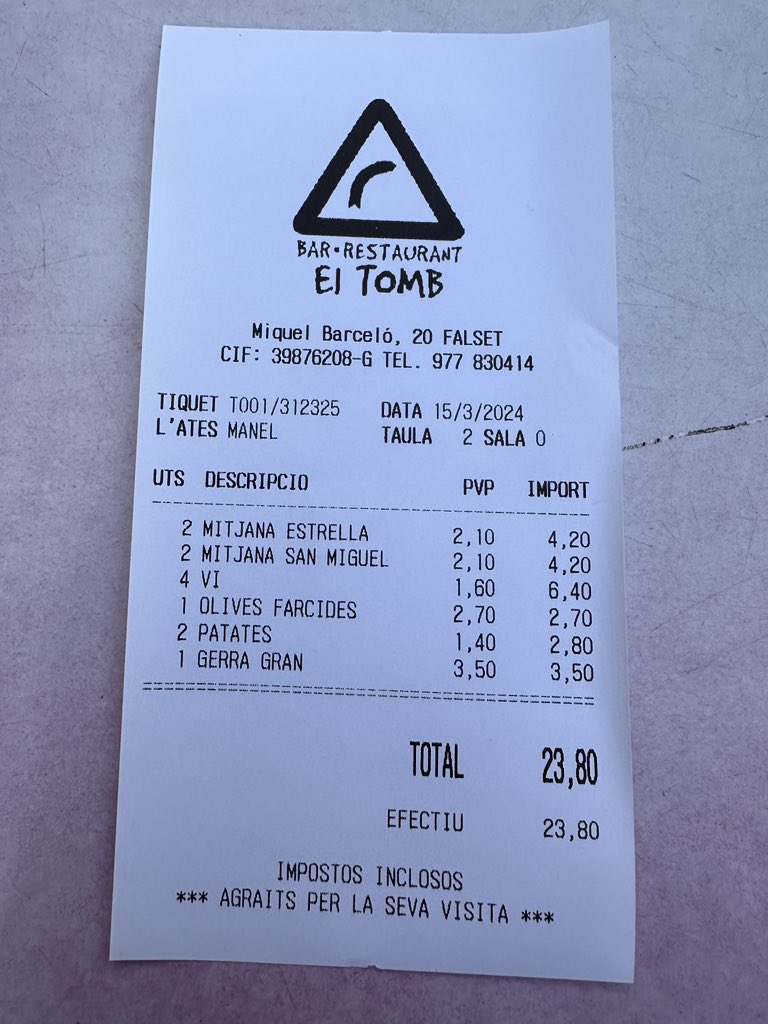 BAR·RESTAURANT
El TOMB
Miquel Barceló, 20 FALSET
CIF: 39876208-G TEL. 977 830414
TIQUET T001/312325 DATA 15/3/2024
L'ATES MANEL TAULA 2 SALA 0
UTS DESCRIPCIO PVP IMPORT
2 MITJANA ESTRELLA 2,10 4,20
2 MITJANA SAN MIGUEL 2,10 4,20
4 VI 1,60 6,40
1 OLIVES FARCIDES 2,70 2,70
2 PATATES 1,40 2,80
1 GERRA GRAN 3,50 3,50
TOTAL 23,80
EFECTIU 23,80
IMPOSTOS INCLOSOS
*** AGRAITS PER LA SEVA VISITA ***